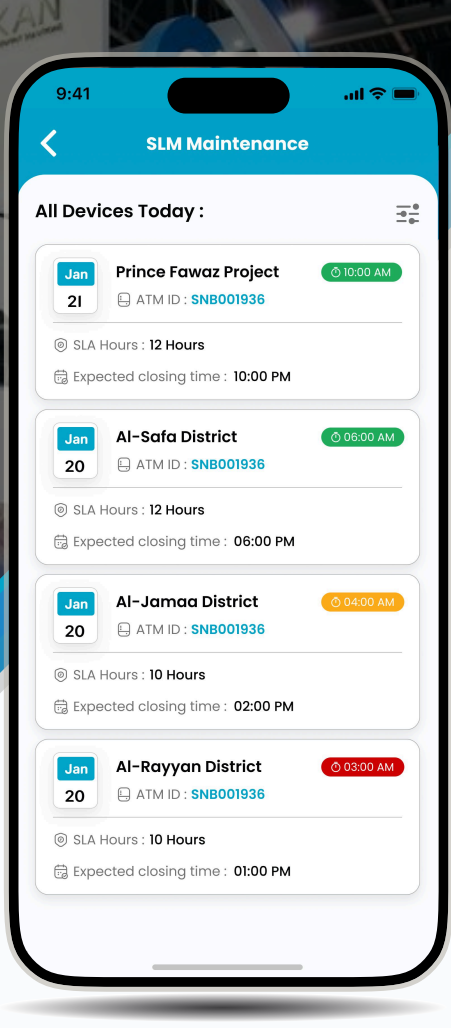 KAN
9:41
SLM Maintenance
All Devices Today :
Jan
21
Prince Fawaz Project
10:00 AM
ATM ID : SNB001936
SLA Hours : 12 Hours
Expected closing time : 10:00 PM
Jan
20
Al-Safa District
06:00 AM
ATM ID : SNB001936
SLA Hours : 12 Hours
Expected closing time : 06:00 PM
Jan
20
Al-Jamaa District
04:00 AM
ATM ID : SNB001936
SLA Hours : 10 Hours
Expected closing time : 02:00 PM
Jan
20
Al-Rayyan District
03:00 AM
ATM ID : SNB001936
SLA Hours : 10 Hours
Expected closing time : 01:00 PM